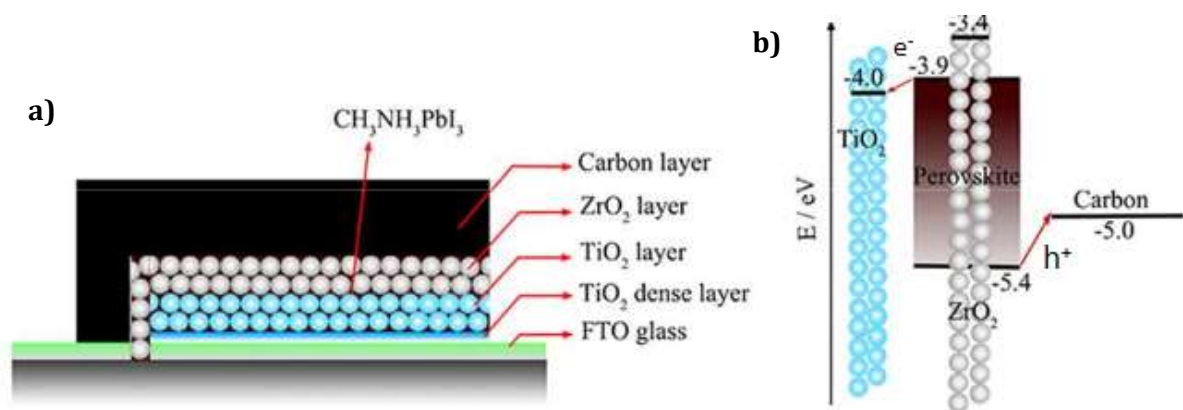 a)
CH₃NH₃PbI₃
Carbon layer
ZrO₂ layer
TiO₂ layer
TiO₂ dense layer
FTO glass
b)
E / eV
-3.4
e⁻
-3.9
-4.0
TiO₂
Perovskite
Carbon
-5.0
h⁺
-5.4
ZrO₂